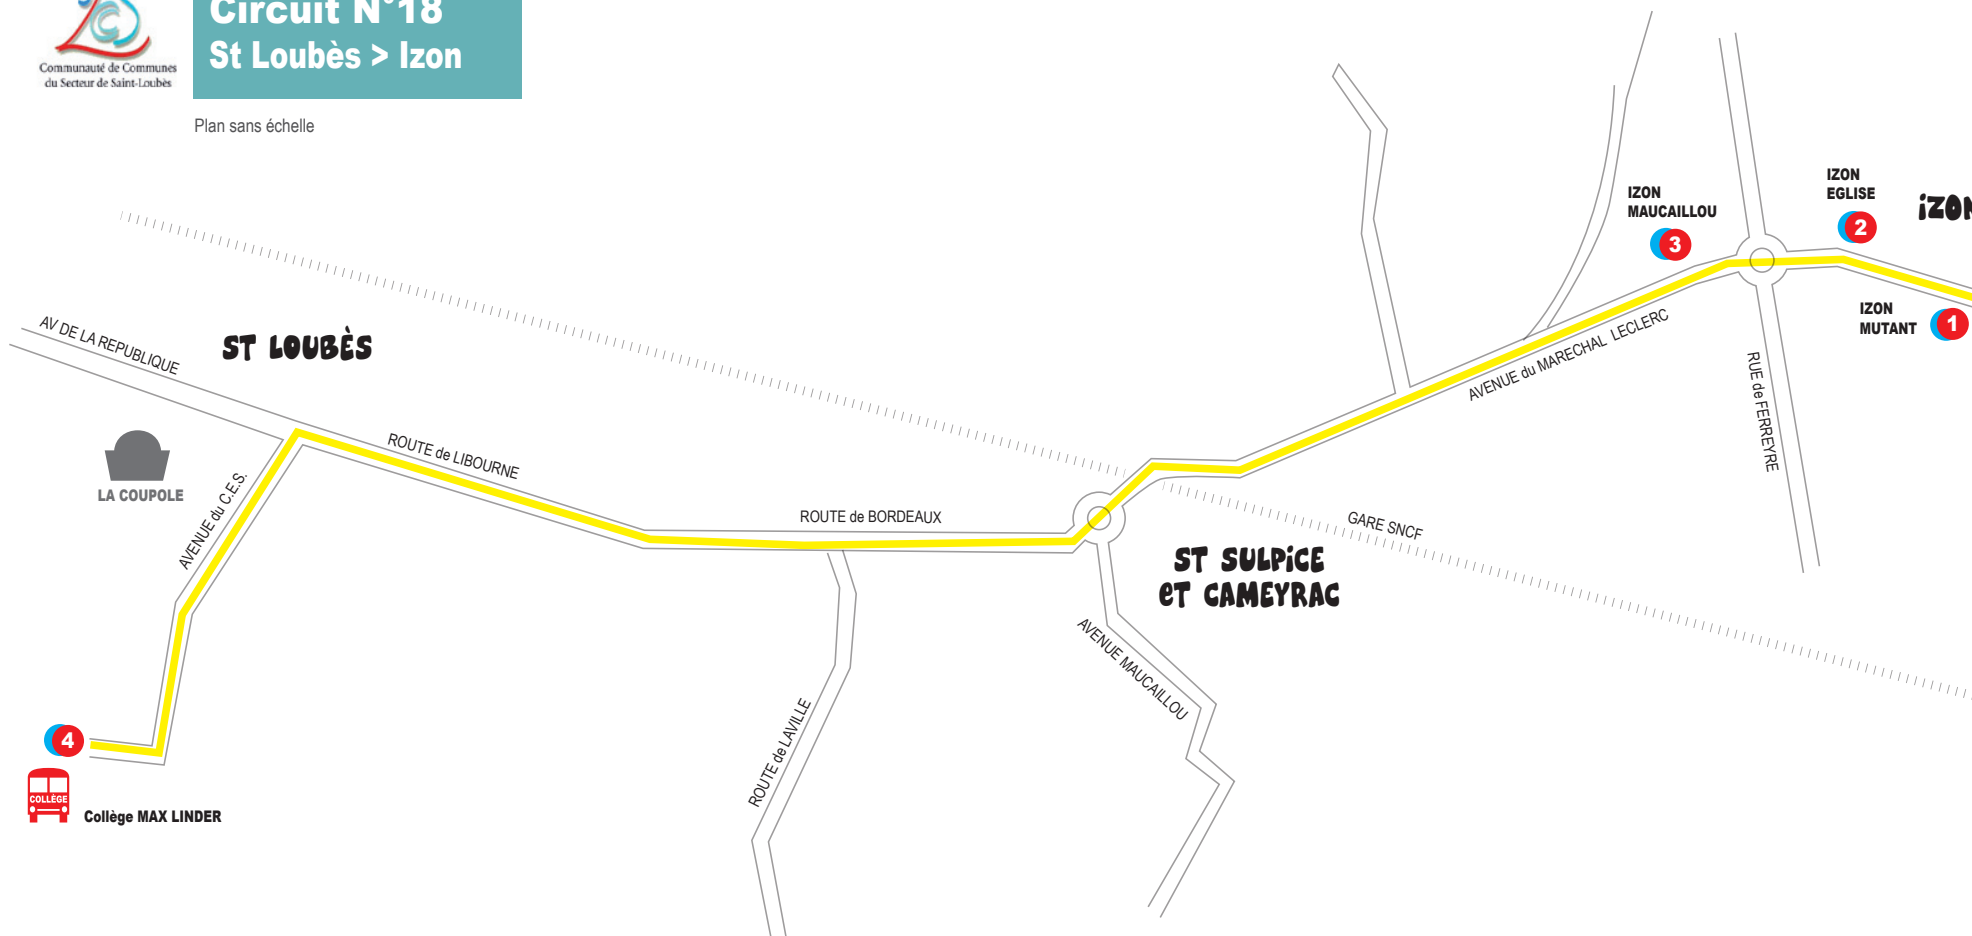 Circuit N°18
St Loubès > Izon
Communauté de Communes
du Secteur de Saint-Loubès
Plan sans échelle
IZON
EGLISE
2
IZON
MAUCAILLOU
3
iZON
IZON
MUTANT
1
AV DE LA REPUBLIQUE
ST LOUBÈS
AVENUE du MARECHAL LECLERC
RUE de FERREYRE
ROUTE de LIBOURNE
LA COUPOLE
AVENUE du C.E.S.
ROUTE de BORDEAUX
GARE SNCF
ST SULPiCE
eT CAMEYRAC
AVENUE MAUCAILLOU
ROUTE de LAVILLE
4
COLLÈGE
Collège MAX LINDER